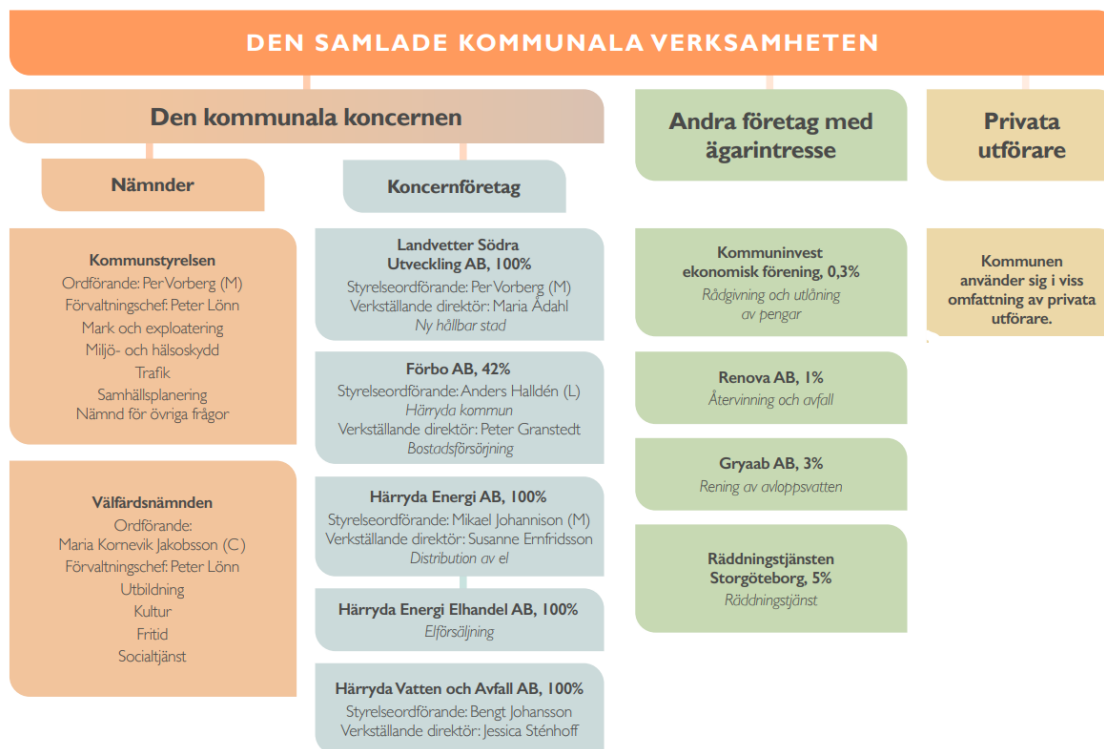 DEN SAMLADE KOMMUNALA VERKSAMHETEN
Den kommunala koncernen
Nämnder
Kommunstyrelsen
Ordförande: Per Vorberg (M)
Förvaltningschef: Peter Lönn
Mark och exploatering
Miljö- och hälsoskydd
Trafik
Samhällsplanering
Nämnd för övriga frågor
Välfärdsnämnden
Ordförande:
Maria Kornevik Jakobsson (C)
Förvaltningschef: Peter Lönn
Utbildning
Kultur
Fritid
Socialtjänst
Koncernföretag
Landvetter Södra
Utveckling AB, 100%
Styrelseordförande: Per Vorberg (M)
Verkställande direktör: Maria Ådahl
Ny hållbar stad
Förbo AB, 42%
Styrelseordförande: Anders Halldén (L)
Härryda kommun
Verkställande direktör: Peter Granstedt
Bostadsförsörjning
Härryda Energi AB, 100%
Styrelseordförande: Mikael Johannison (M)
Verkställande direktör: Susanne Ernfridsson
Distribution av el
Härryda Energi Elhandel AB, 100%
Elförsäljning
Härryda Vatten och Avfall AB, 100%
Styrelseordförande: Bengt Johansson
Verkställande direktör: Jessica Sténhoff
Andra företag med
ägarintresse
Kommuninvest
ekonomisk förening, 0,3%
Rådgivning och utlåning
av pengar
Renova AB, 1%
Återvinning och avfall
Gryaab AB, 3%
Rening av avloppsvatten
Räddningstjänsten
Storgöteborg, 5%
Räddningstjänst
Privata
utförare
Kommunen
använder sig i viss
omfattning av privata
utförare.